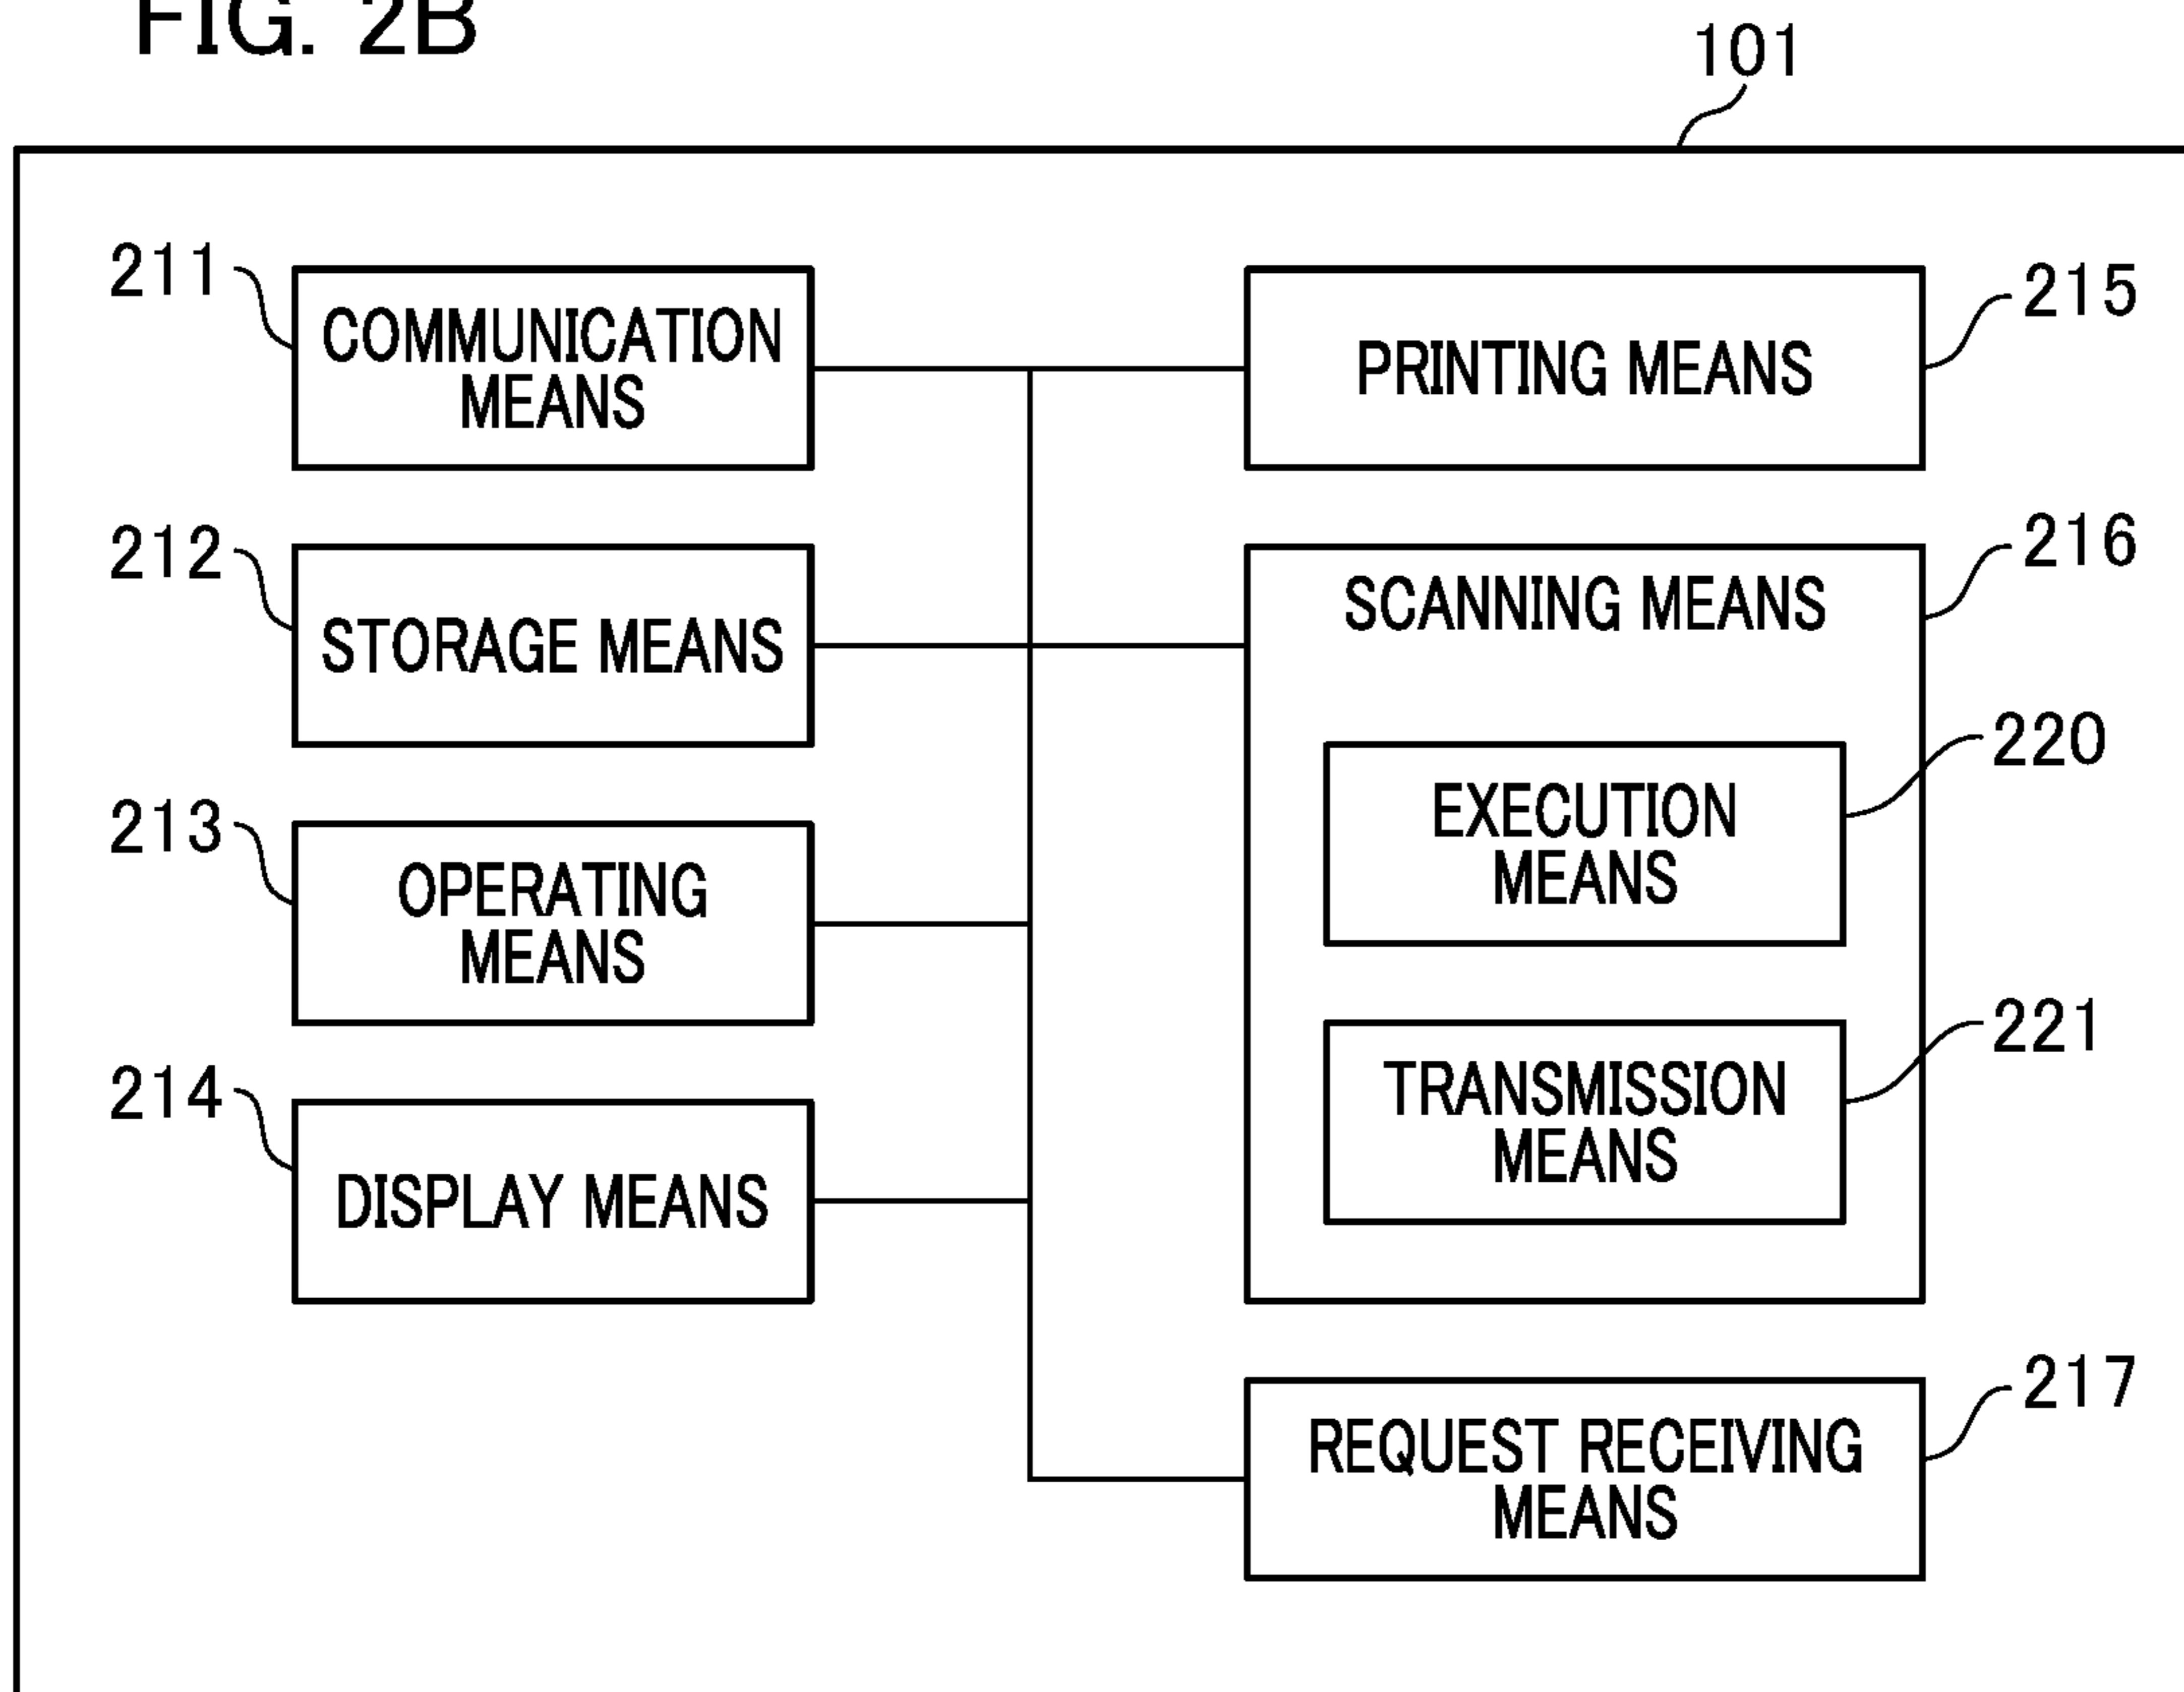 FIG. 2B
101
211
COMMUNICATION
MEANS
215
PRINTING MEANS
212
STORAGE MEANS
216
SCANNING MEANS
220
EXECUTION
MEANS
213
OPERATING
MEANS
221
TRANSMISSION
MEANS
214
DISPLAY MEANS
217
REQUEST RECEIVING
MEANS